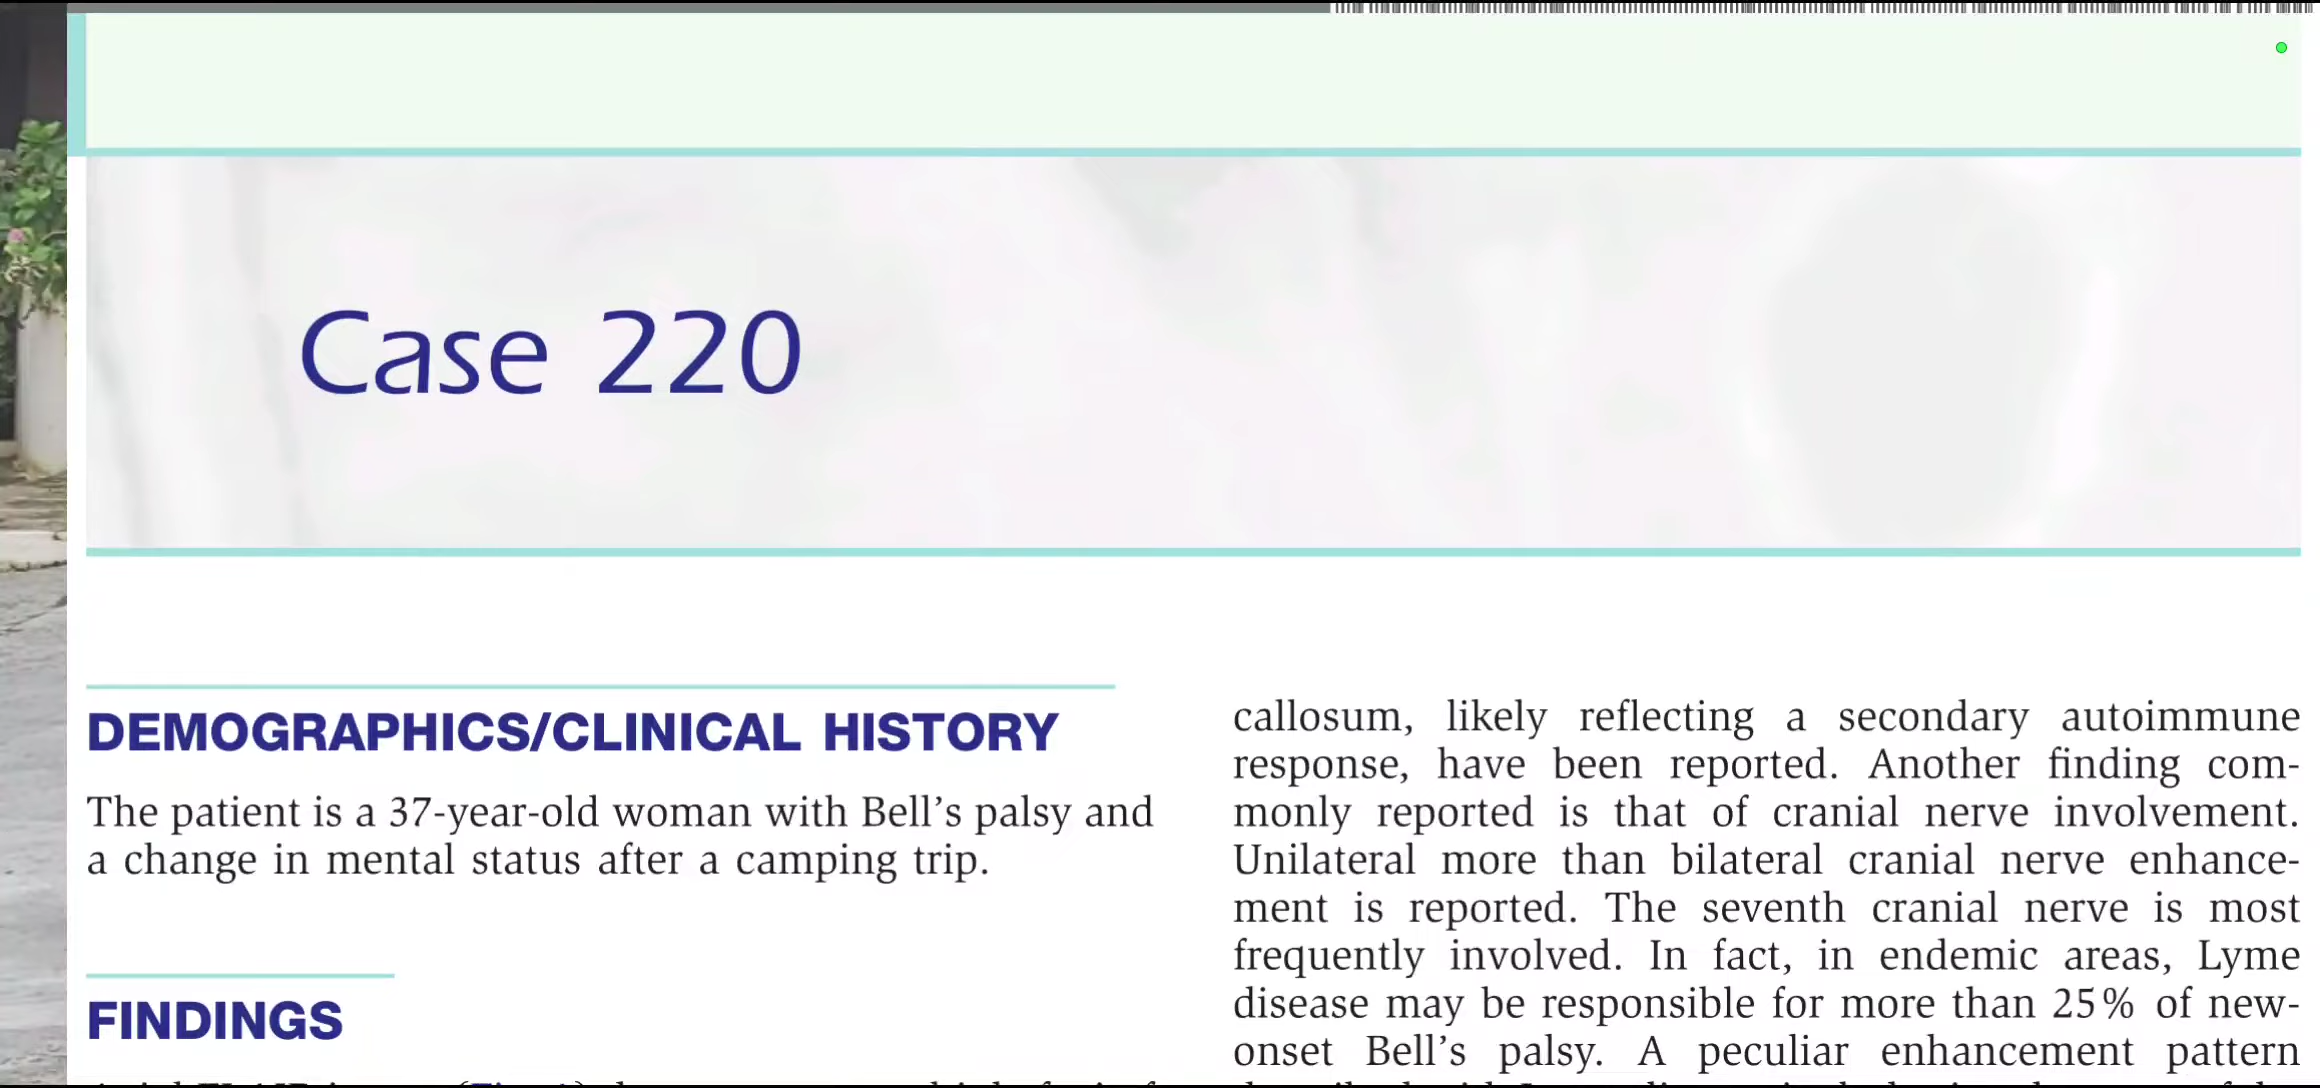 Case 220
DEMOGRAPHICS/CLINICAL HISTORY
The patient is a 37-year-old woman with Bell’s palsy and
a change in mental status after a camping trip.
FINDINGS
callosum, likely reflecting a secondary autoimmune
response, have been reported. Another finding com-
monly reported is that of cranial nerve involvement.
Unilateral more than bilateral cranial nerve enhance-
ment is reported. The seventh cranial nerve is most
frequently involved. In fact, in endemic areas, Lyme
disease may be responsible for more than 25% of new-
onset Bell’s palsy. A peculiar enhancement pattern